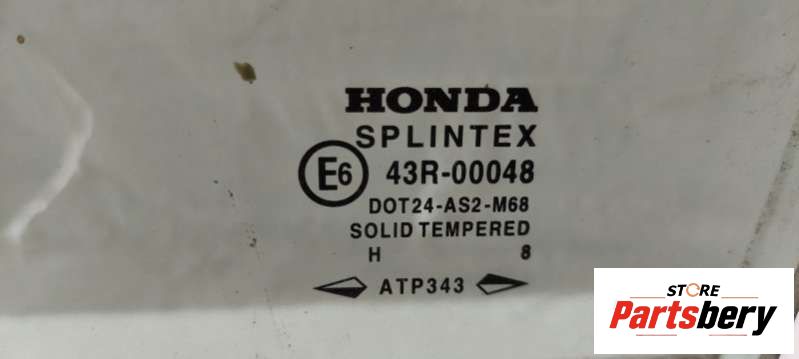 HONDA
SPLINTEX
E6 43R-00048
DOT24-AS2-M68
SOLID TEMPERED
H 8
ATP343
STORE
Partsbery